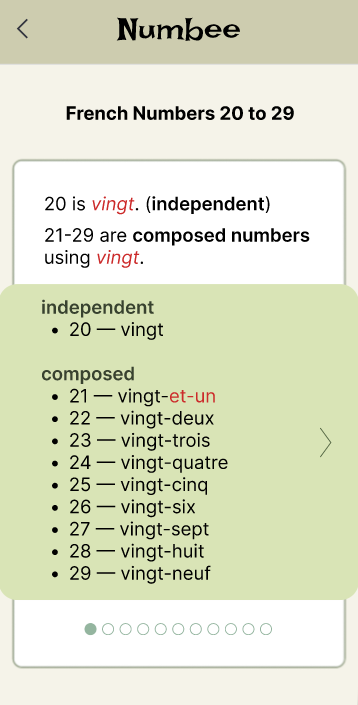 Numbee
French Numbers 20 to 29
20 is vingt. (independent)
21-29 are composed numbers
using vingt.
independent
• 20 — vingt
composed
• 21 — vingt-et-un
• 22 — vingt-deux
• 23 — vingt-trois
• 24 — vingt-quatre
• 25 — vingt-cinq
• 26 — vingt-six
• 27 — vingt-sept
• 28 — vingt-huit
• 29 — vingt-neuf